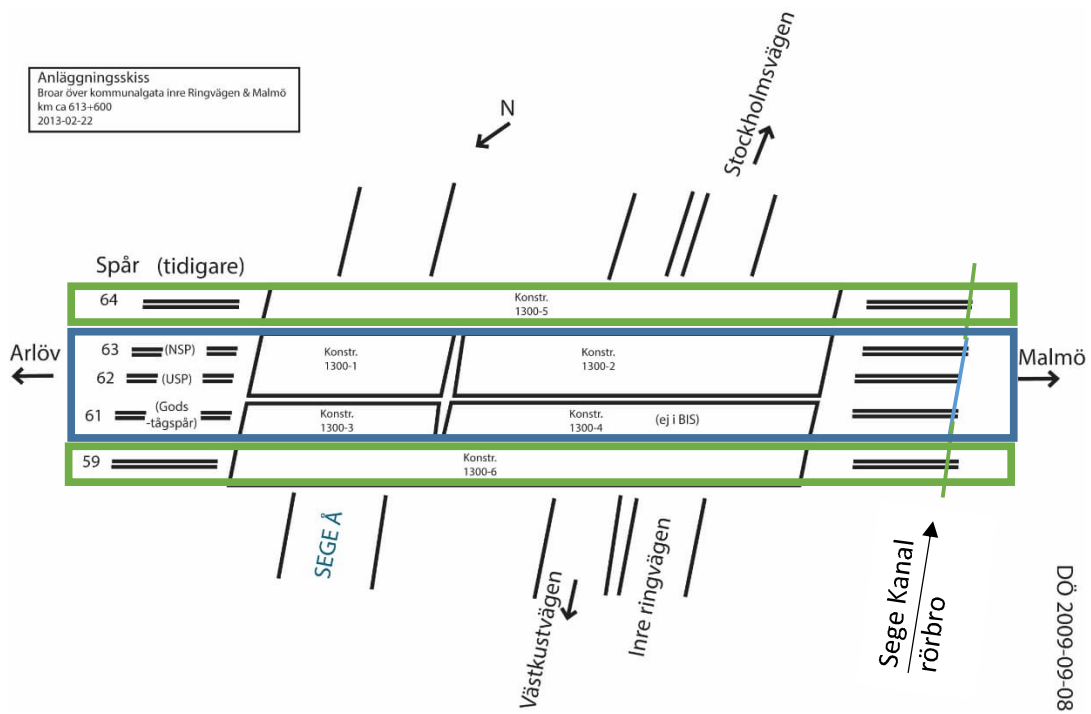 Anläggningsskiss
Broar över kommunalgata inre Ringvägen & Malmö
km ca 613+600
2013-02-22
N
Stockholmsvägen
Spår (tidigare)
64
Konstr.
1300-5
Arlöv
63 (NSP)
Konstr.
1300-1
Konstr.
1300-2
Malmö
62 (USP)
61 (Gods
-tågspår)
Konstr.
1300-3
Konstr.
1300-4
(ej i BIS)
59
Konstr.
1300-6
SEGE Å
Västkustvägen
Inre ringvägen
Sege Kanal
rörbro
DÖ 2009-09-08